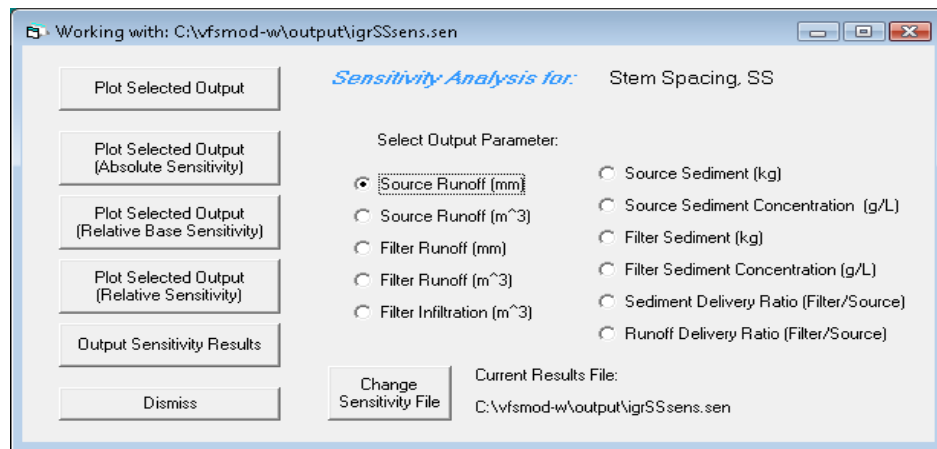 Working with: C:\vfsmod-w\output\igrSSsens.sen
Sensitivity Analysis for: Stem Spacing, SS
Plot Selected Output
Plot Selected Output
(Absolute Sensitivity)
Plot Selected Output
(Relative Base Sensitivity)
Plot Selected Output
(Relative Sensitivity)
Output Sensitivity Results
Dismiss
Select Output Parameter:
Source Runoff (mm)
Source Runoff (m^3)
Filter Runoff (mm)
Filter Runoff (m^3)
Filter Infiltration (m^3)
Source Sediment (kg)
Source Sediment Concentration (g/L)
Filter Sediment (kg)
Filter Sediment Concentration (g/L)
Sediment Delivery Ratio (Filter/Source)
Runoff Delivery Ratio (Filter/Source)
Change
Sensitivity File
Current Results File:
C:\vfsmod-w\output\igrSSsens.sen